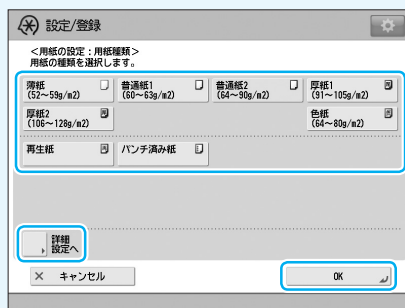 設定/登録
<用紙の設定:用紙種類>
用紙の種類を選択します。
薄紙 普通紙1 普通紙2 厚紙1
(52～59g/m2) (60～63g/m2) (64～90g/m2) (91～105g/m2)
厚紙2 色紙
(106～128g/m2) (64～80g/m2)
再生紙 パンチ済み紙
詳細
設定へ
× キャンセル OK